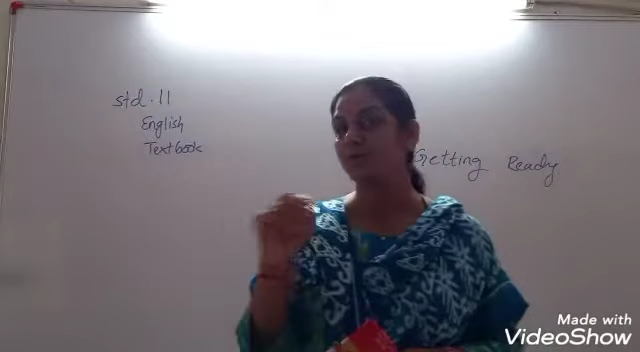 std. 11
English
Textbook
Getting Ready
Made with
VideoShow